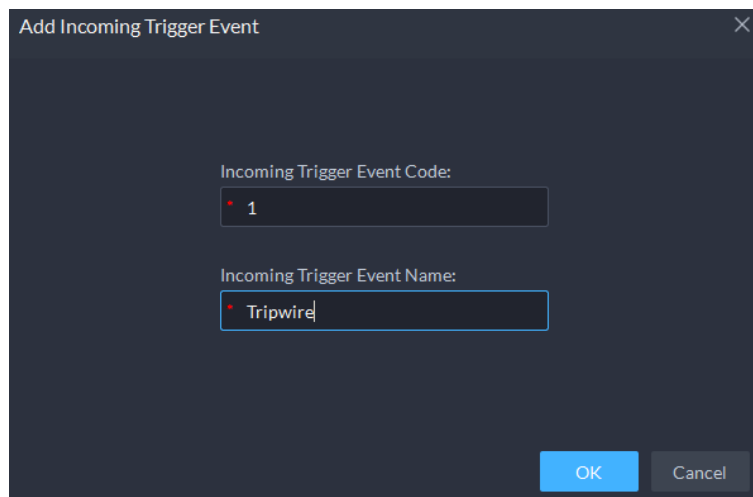 Add Incoming Trigger Event
Incoming Trigger Event Code:
* 1
Incoming Trigger Event Name:
* Tripwire
OK Cancel